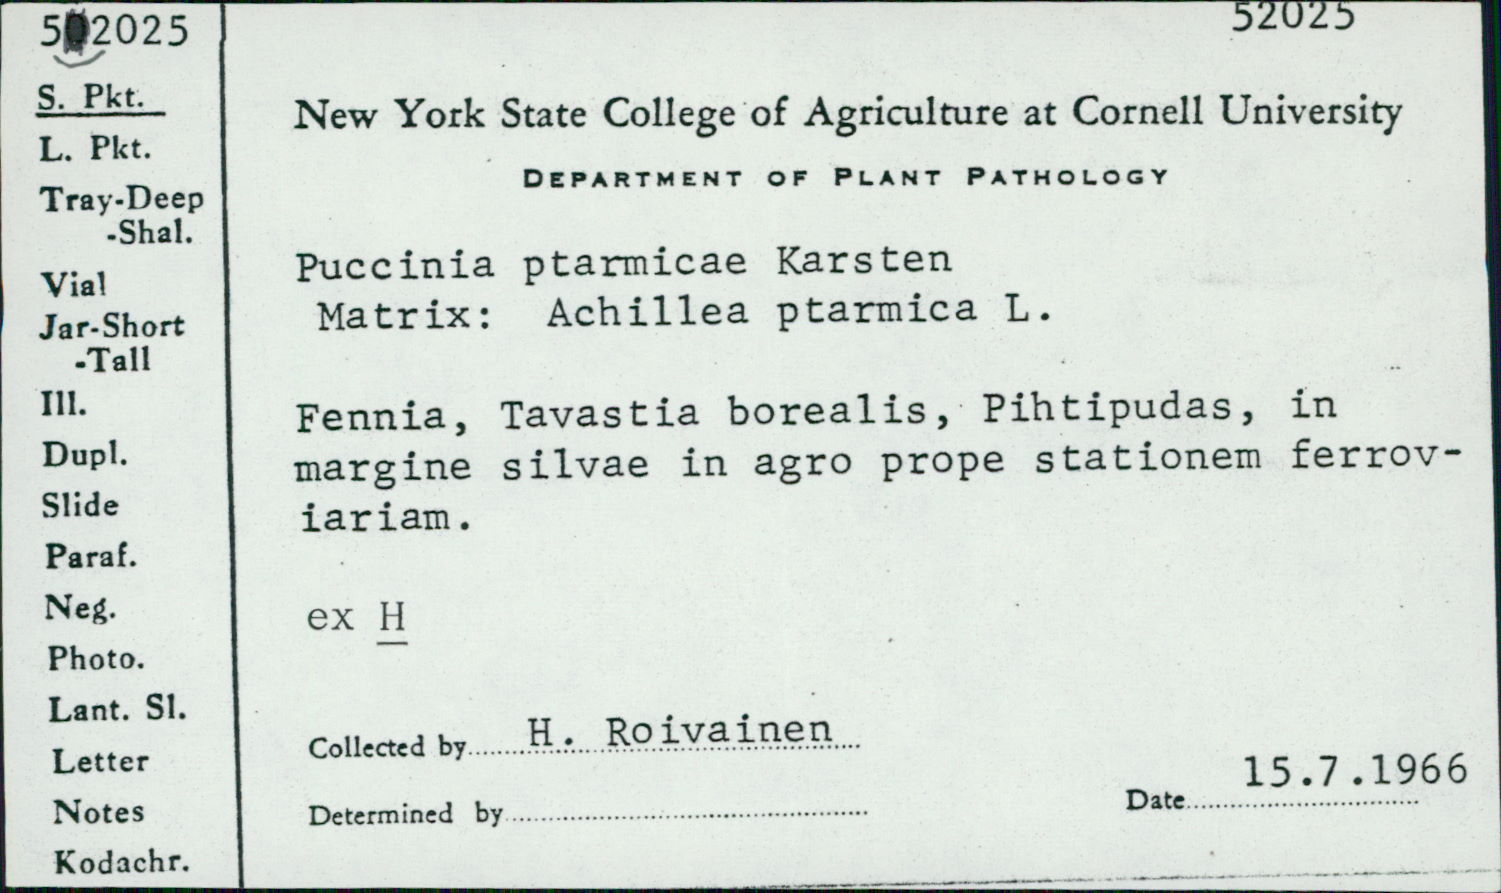 52025
52025
S. Pkt.
L. Pkt.
Tray-Deep
-Shal.
Vial
Jar-Short
-Tall
Ill.
Dupl.
Slide
Paraf.
Neg.
Photo.
Lant. Sl.
Letter
Notes
Kodachr.
New York State College of Agriculture at Cornell University
DEPARTMENT OF PLANT PATHOLOGY
Puccinia ptarmicae Karsten
Matrix: Achillea ptarmica L.
Fennia, Tavastia borealis, Pihtipudas, in
margine silvae in agro prope stationem ferrov-
iariam.
ex H
Collected by H. Roivainen
Determined by
Date 15.7.1966